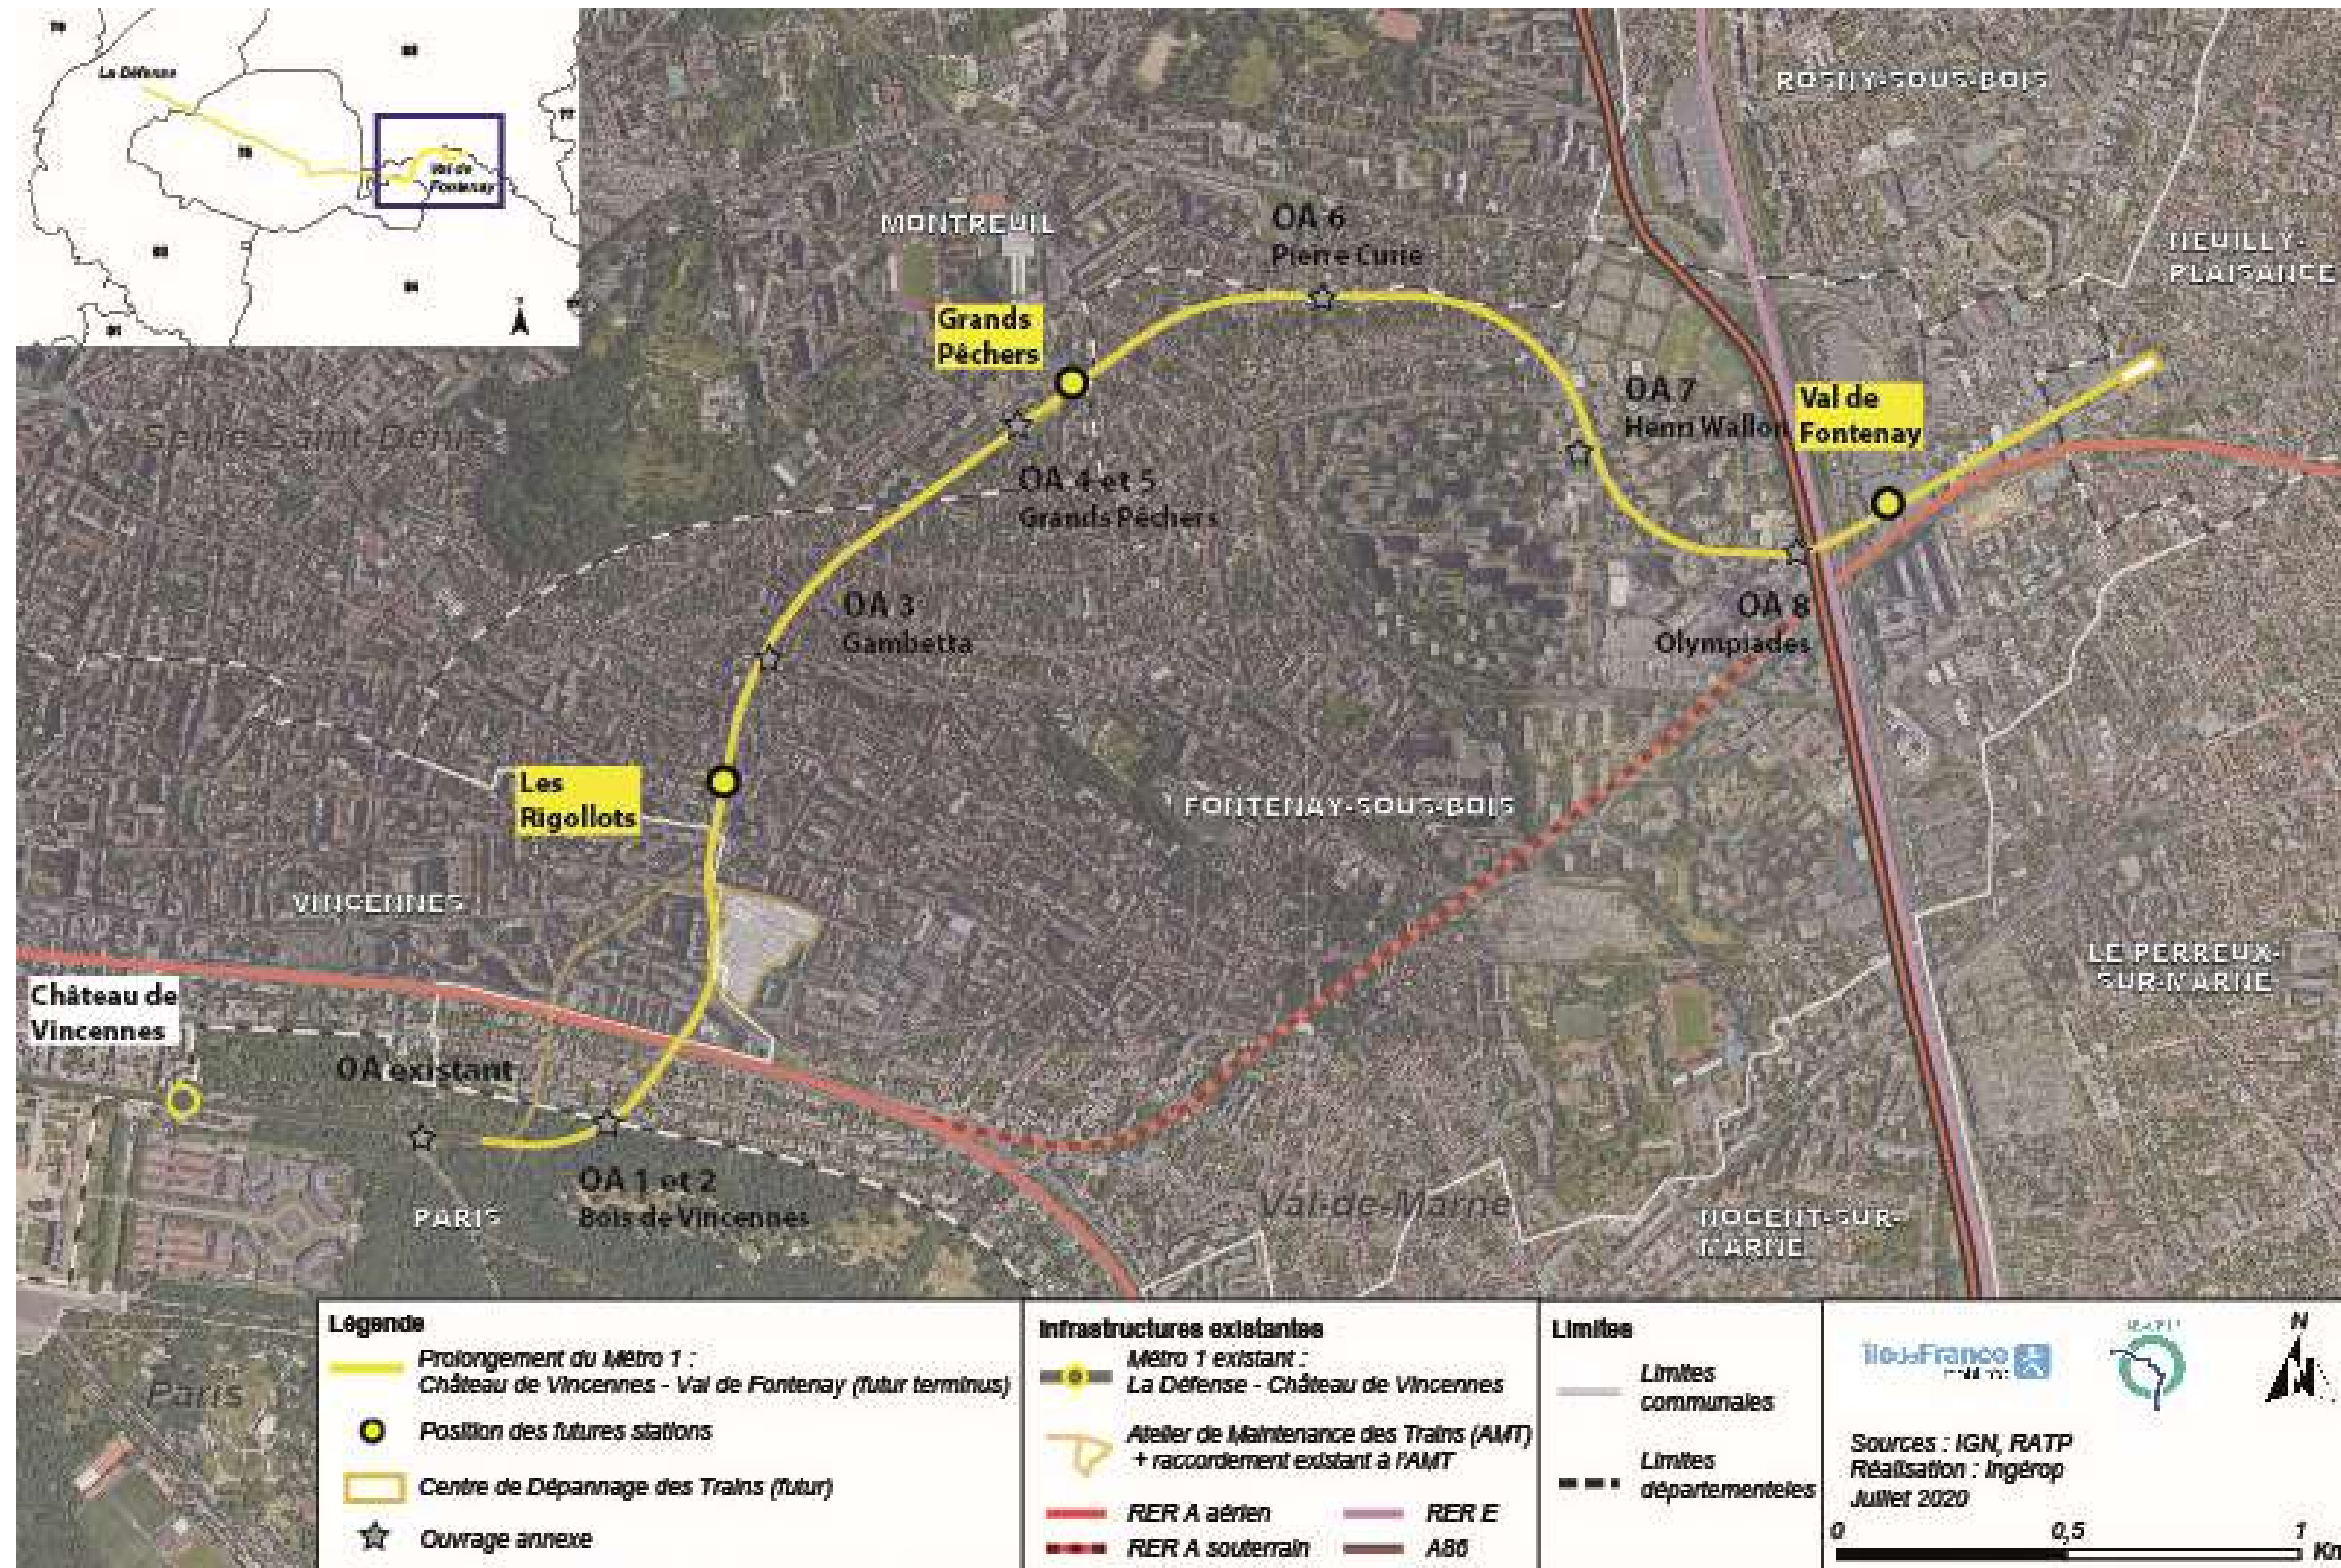 La Défense
Val de
Fontenay
ROSNY-SOUS-BOIS
NEUILLY-
PLAISANCE
MONTREUIL
OA 6
Pierre Curie
Grands
Pêchers
OA 7
Henri Wallon
Val de
Fontenay
Seine-Saint-Denis
OA 4 et 5
Grands Pêchers
OA 3
Gambetta
OA 8
Olympiades
Les
Rigollots
FONTENAY-SOUS-BOIS
VINCENNES
LE PERREUX-
SUR-MARNE
Château de
Vincennes
OA existant
OA 1 et 2
Bois de Vincennes
PARIS
Val-de-Marne
NOGENT-SUR-
MARNE
Paris
Légende
Prolongement du Métro 1 :
Château de Vincennes - Val de Fontenay (futur terminus)
Position des futures stations
Centre de Dépannage des Trains (futur)
Ouvrage annexe
Infrastructures existantes
Métro 1 existant :
La Défense - Château de Vincennes
Atelier de Maintenance des Trains (AMT)
+ raccordement existant à l'AMT
RER A aérien
RER E
RER A souterrain
A86
Limites
Limites
communales
Limites
départementeles
îledeFrance
RATP
N
Sources : IGN, RATP
Réalisation : Ingérop
Juillet 2020
0 0,5 1
Km